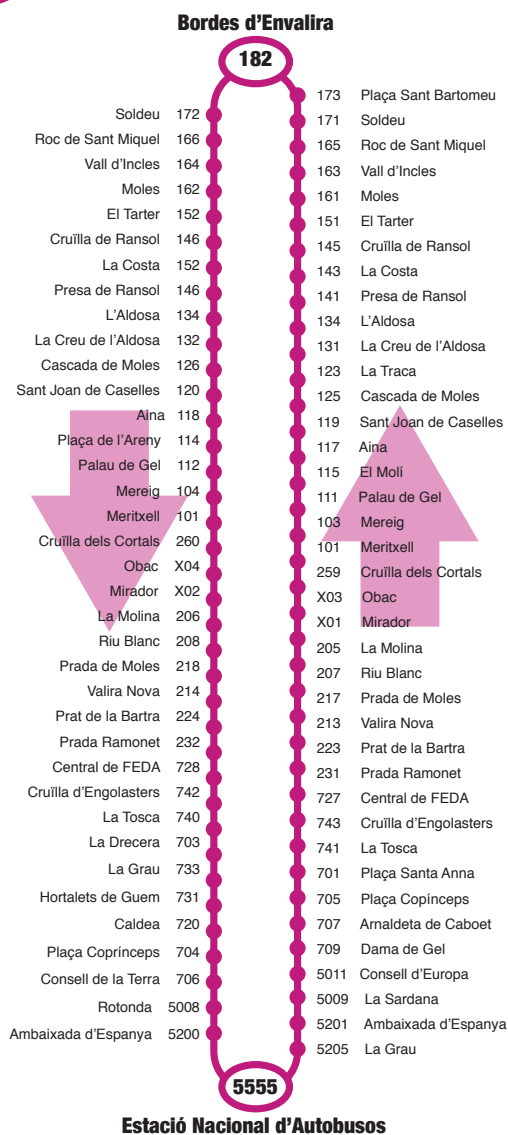 Bordes d’Envalira
182
Soldeu 172
Roc de Sant Miquel 166
Vall d’Incles 164
Moles 162
El Tarter 152
Cruïlla de Ransol 146
La Costa 152
Presa de Ransol 146
L’Aldosa 134
La Creu de l’Aldosa 132
Cascada de Moles 126
Sant Joan de Caselles 120
Aina 118
Plaça de l’Areny 114
Palau de Gel 112
Mereig 104
Meritxell 101
Cruïlla dels Cortals 260
Obac X04
Mirador X02
La Molina 206
Riu Blanc 208
Prada de Moles 218
Valira Nova 214
Prat de la Bartra 224
Prada Ramonet 232
Central de FEDA 728
Cruïlla d’Engolasters 742
La Tosca 740
La Drecera 703
La Grau 733
Hortalets de Guem 731
Caldea 720
Plaça Coprínceps 704
Consell de la Terra 706
Rotonda 5008
Ambaixada d’Espanya 5200
173 Plaça Sant Bartomeu
171 Soldeu
165 Roc de Sant Miquel
163 Vall d’Incles
161 Moles
151 El Tarter
145 Cruïlla de Ransol
143 La Costa
141 Presa de Ransol
134 L’Aldosa
131 La Creu de l’Aldosa
123 La Traca
125 Cascada de Moles
119 Sant Joan de Caselles
117 Aina
115 El Molí
111 Palau de Gel
103 Mereig
101 Meritxell
259 Cruïlla dels Cortals
X03 Obac
X01 Mirador
205 La Molina
207 Riu Blanc
217 Prada de Moles
213 Valira Nova
223 Prat de la Bartra
231 Prada Ramonet
727 Central de FEDA
743 Cruïlla d’Engolasters
741 La Tosca
701 Plaça Santa Anna
705 Plaça Copínceps
707 Arnaldeta de Caboet
709 Dama de Gel
5011 Consell d’Europa
5009 La Sardana
5201 Ambaixada d’Espanya
5205 La Grau
5555
Estació Nacional d’Autobusos